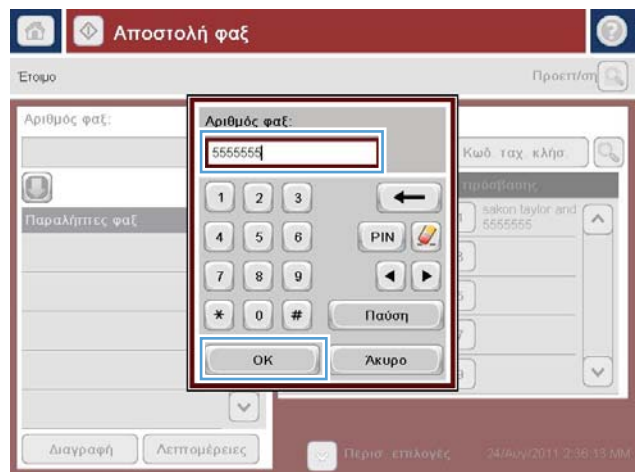 Αποστολή φαξ
Έτοιμο
Προεπ/ση
Αριθμός φαξ:
Αριθμός φαξ:
5555555
Κωδ. ταχ. κλήσ.
πρόσβασης
Παραλήπτες φαξ
1 2 3
1 sakon taylor and
5555555
4 5 6 PIN
7 8 9
* 0 # Παύση
OK Άκυρο
Διαγραφή Λεπτομέρειες
Περισ. επιλογές
24/Αυγ/2011 2:36:13 ΜΜ